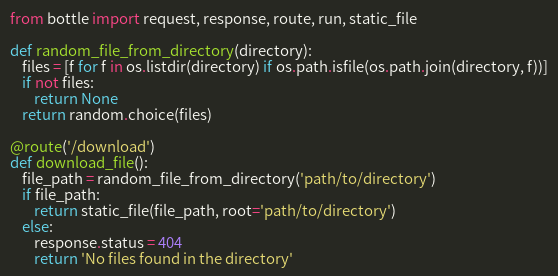 from bottle import request, response, route, run, static_file

def random_file_from_directory(directory):
    files = [f for f in os.listdir(directory) if os.path.isfile(os.path.join(directory, f))]
    if not files:
        return None
    return random.choice(files)

@route('/download')
def download_file():
    file_path = random_file_from_directory('path/to/directory')
    if file_path:
        return static_file(file_path, root='path/to/directory')
    else:
        response.status = 404
        return 'No files found in the directory'